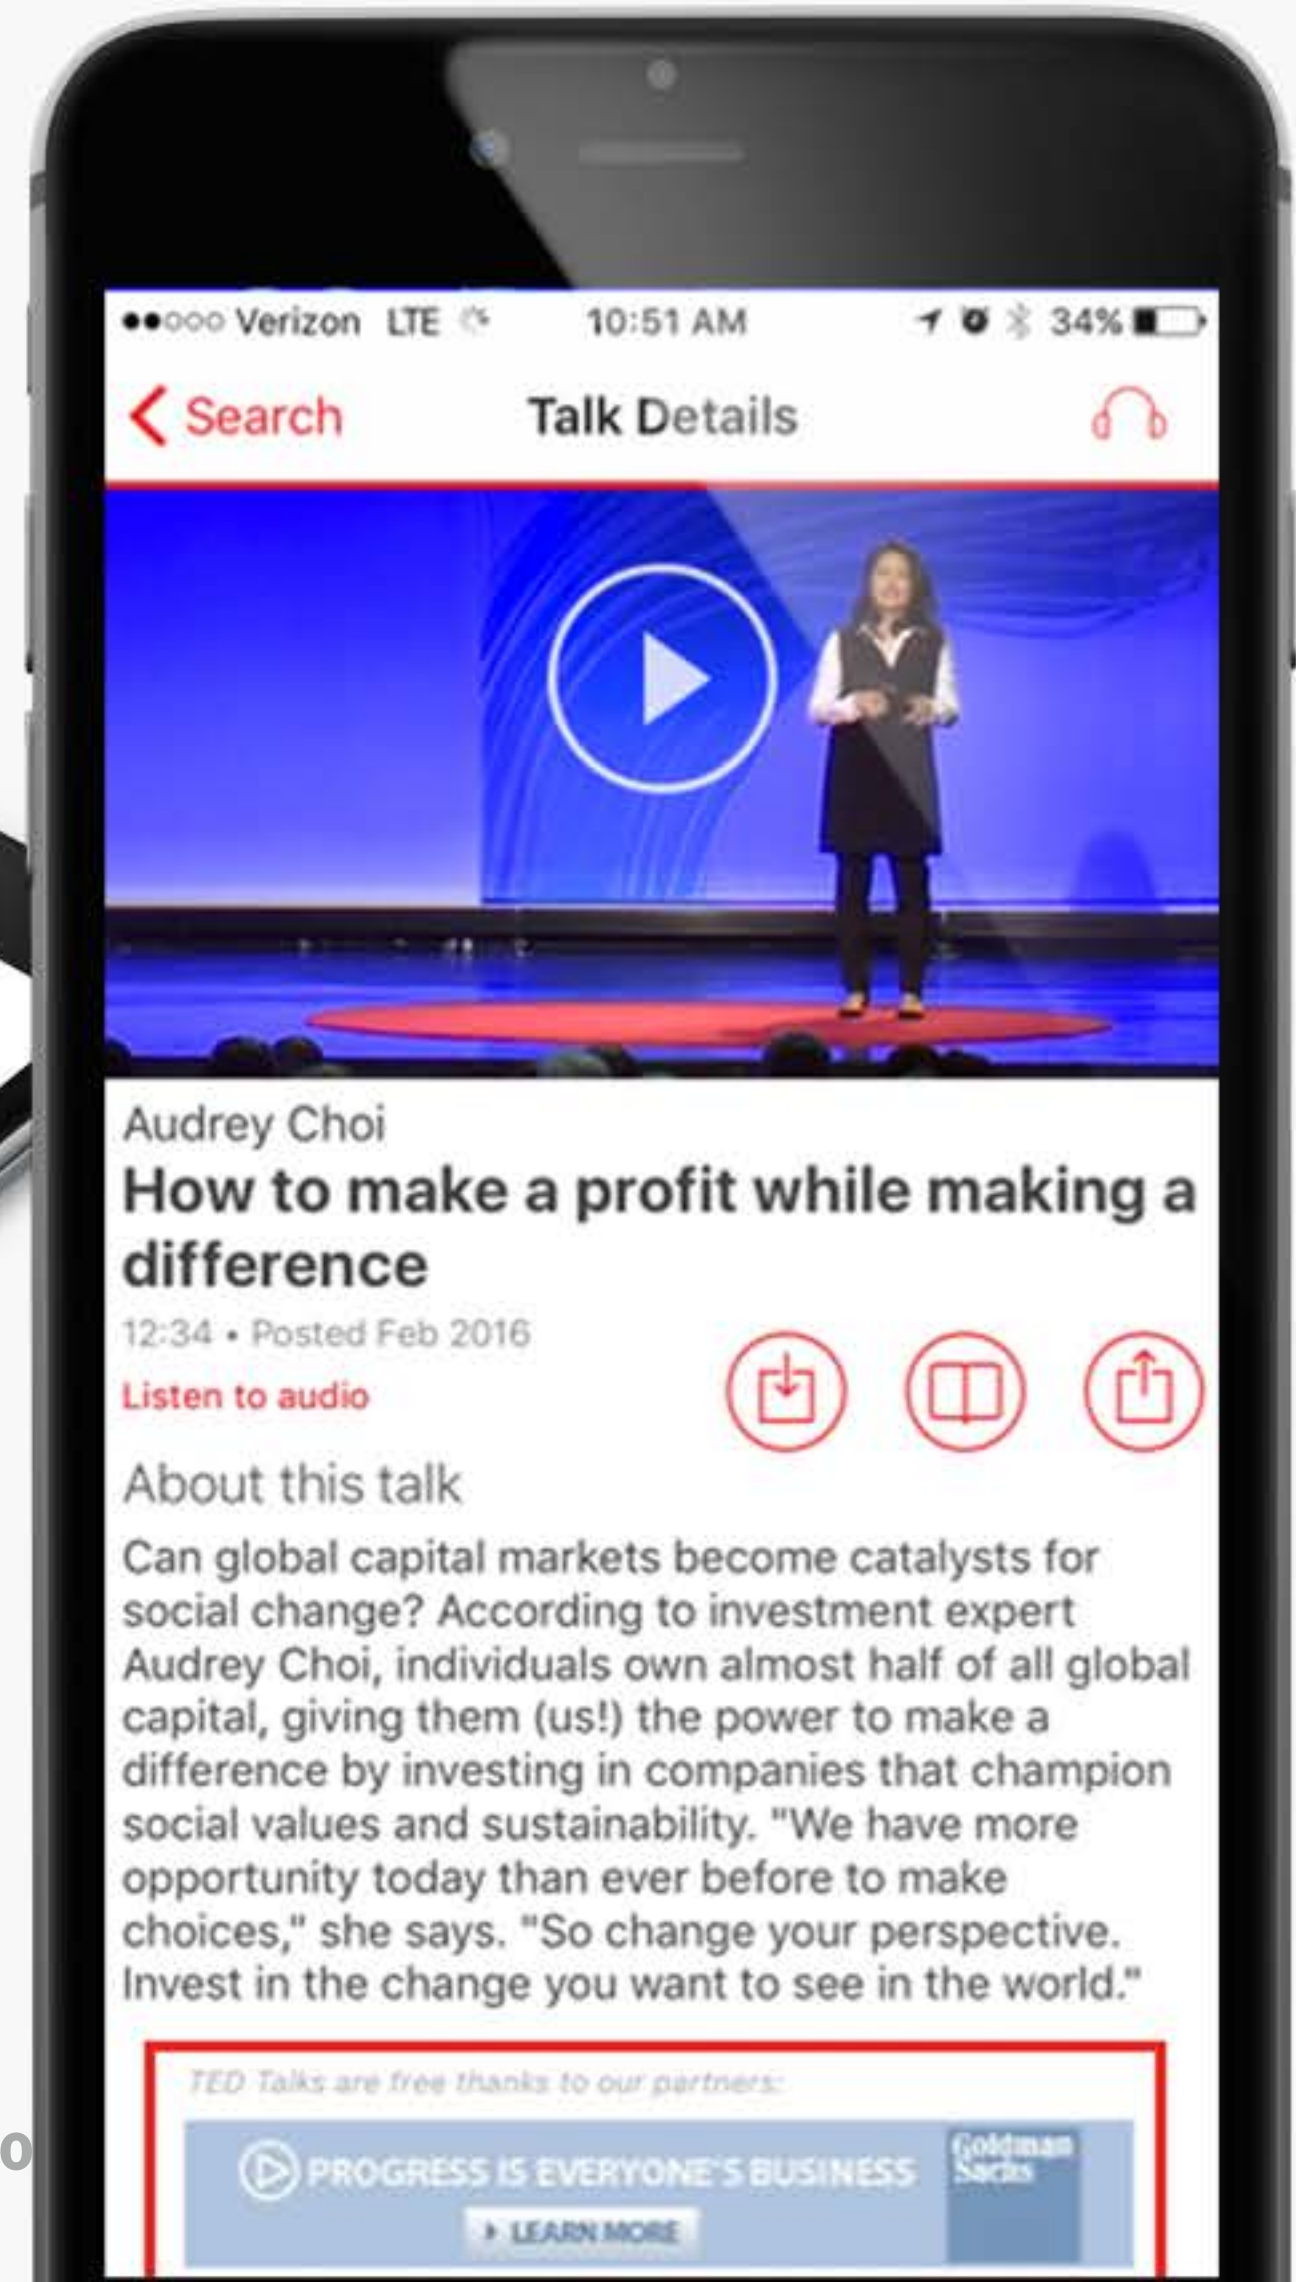 ●●○○○ Verizon LTE 10:51 AM 34%
Search Talk Details
Audrey Choi
How to make a profit while making a
difference
12:34 • Posted Feb 2016
Listen to audio
About this talk
Can global capital markets become catalysts for
social change? According to investment expert
Audrey Choi, individuals own almost half of all global
capital, giving them (us!) the power to make a
difference by investing in companies that champion
social values and sustainability. "We have more
opportunity today than ever before to make
choices," she says. "So change your perspective.
Invest in the change you want to see in the world."
TED Talks are free thanks to our partners:
PROGRESS IS EVERYONE'S BUSINESS
Goldman
Sachs
LEARN MORE
0